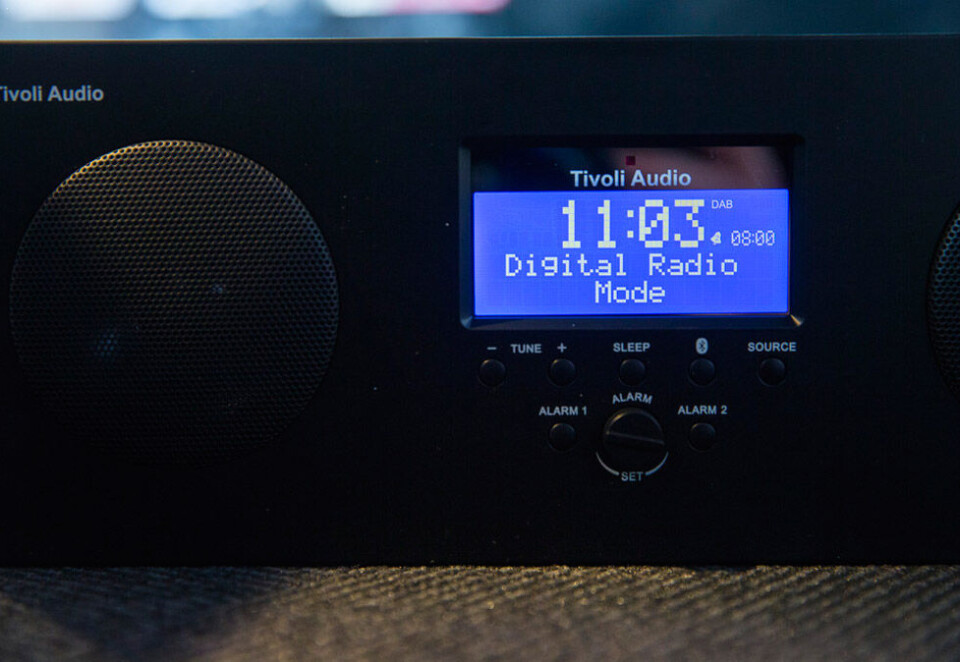 Tivoli Audio
Tivoli Audio
11:03 DAB
08:00
Digital Radio
Mode
– TUNE + SLEEP SOURCE
ALARM
ALARM 1 ALARM 2
SET